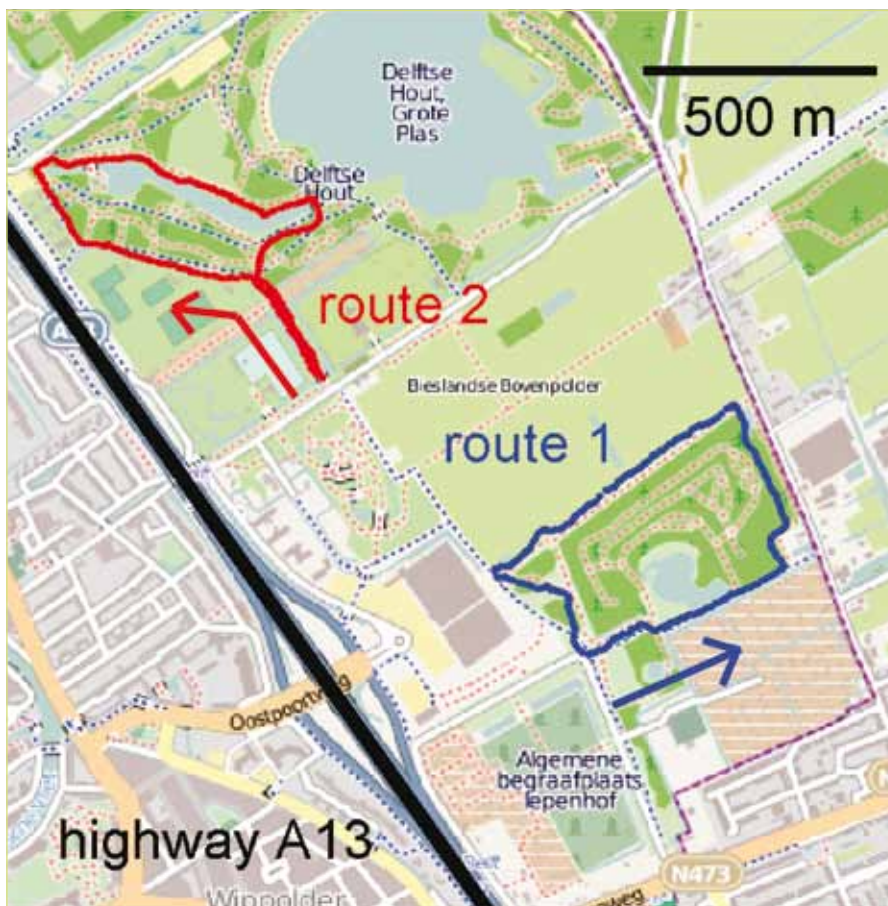 Delftse
Hout,
Grote
Plas
500 m
Delftse
Hout
route 2
Bieslandse Bovenpolder
route 1
Oostpoortweg
Algemene
begraafplaats
Iepenhof
highway A13
N473
Wippolder